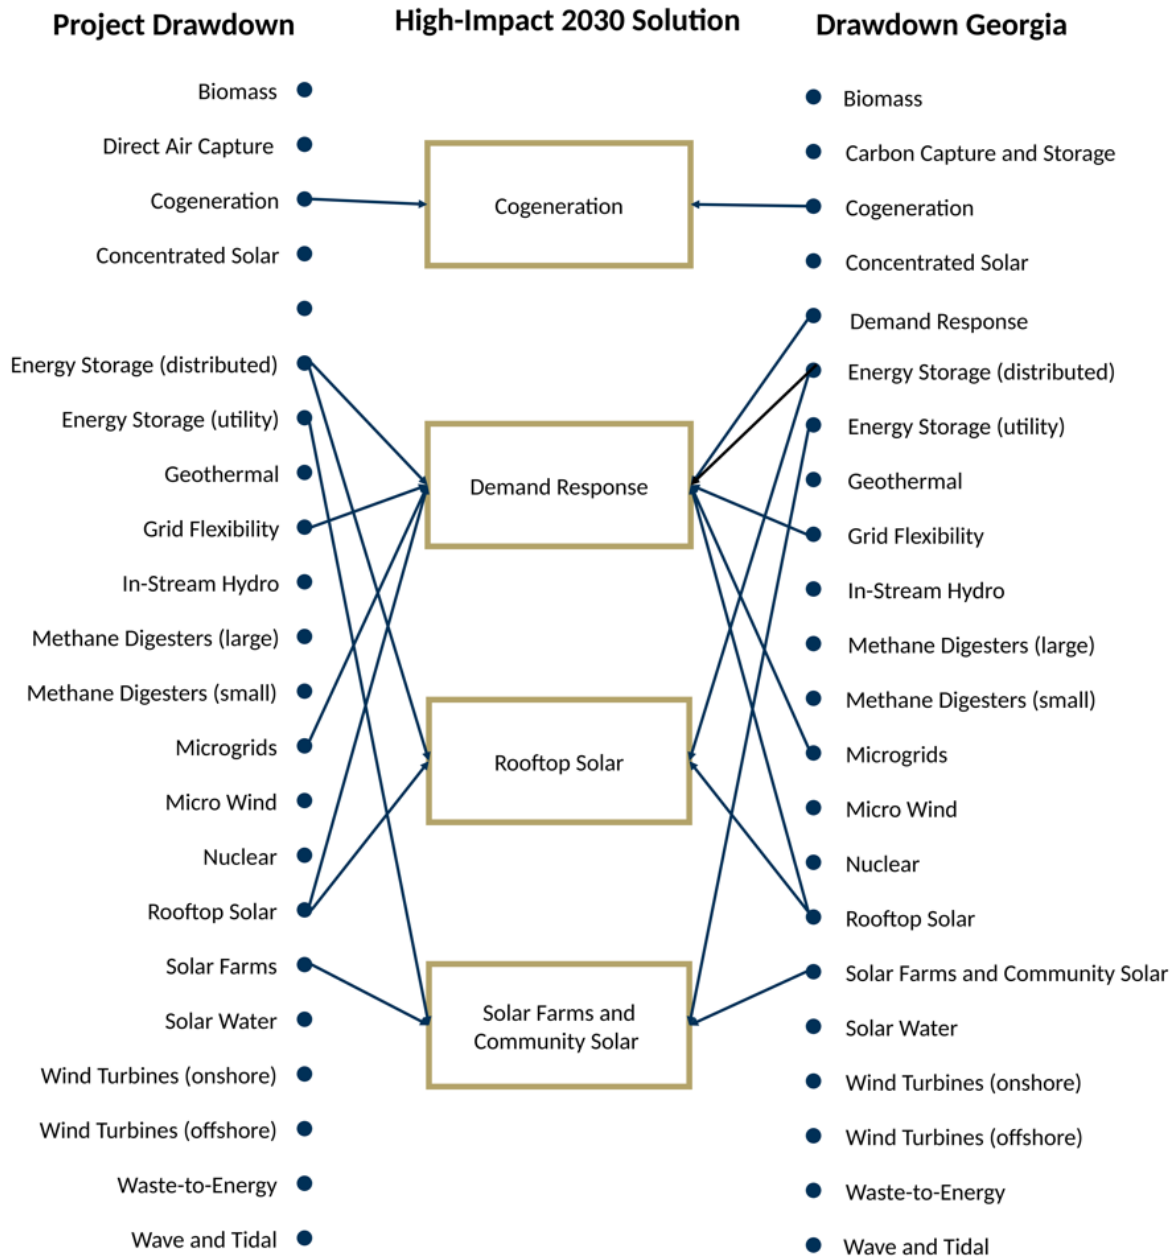 Project Drawdown
Biomass
Direct Air Capture
Cogeneration
Concentrated Solar
Energy Storage (distributed)
Energy Storage (utility)
Geothermal
Grid Flexibility
In-Stream Hydro
Methane Digesters (large)
Methane Digesters (small)
Microgrids
Micro Wind
Nuclear
Rooftop Solar
Solar Farms
Solar Water
Wind Turbines (onshore)
Wind Turbines (offshore)
Waste-to-Energy
Wave and Tidal
High-Impact 2030 Solution
Cogeneration
Demand Response
Rooftop Solar
Solar Farms and
Community Solar
Drawdown Georgia
Biomass
Carbon Capture and Storage
Cogeneration
Concentrated Solar
Demand Response
Energy Storage (distributed)
Energy Storage (utility)
Geothermal
Grid Flexibility
In-Stream Hydro
Methane Digesters (large)
Methane Digesters (small)
Microgrids
Micro Wind
Nuclear
Rooftop Solar
Solar Farms and Community Solar
Solar Water
Wind Turbines (onshore)
Wind Turbines (offshore)
Waste-to-Energy
Wave and Tidal